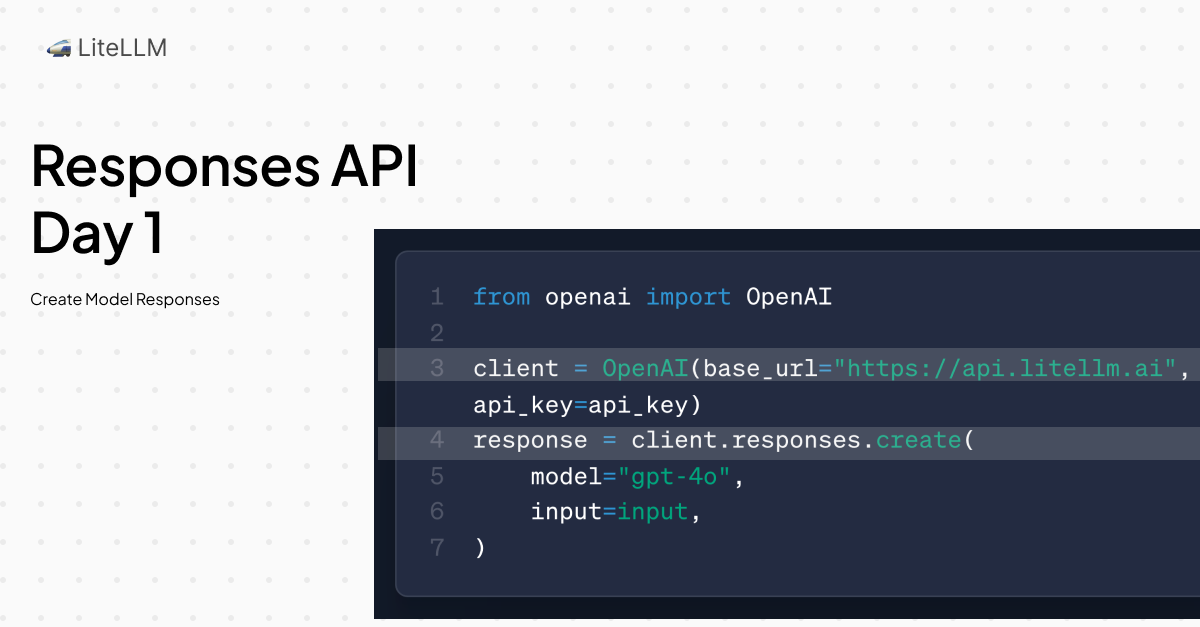 LiteLLM
Responses API
Day 1
Create Model Responses
1 from openai import OpenAI
2
3 client = OpenAI(base_url="https://api.litellm.ai",
api_key=api_key)
4 response = client.responses.create(
5     model="gpt-4o",
6     input=input,
7 )